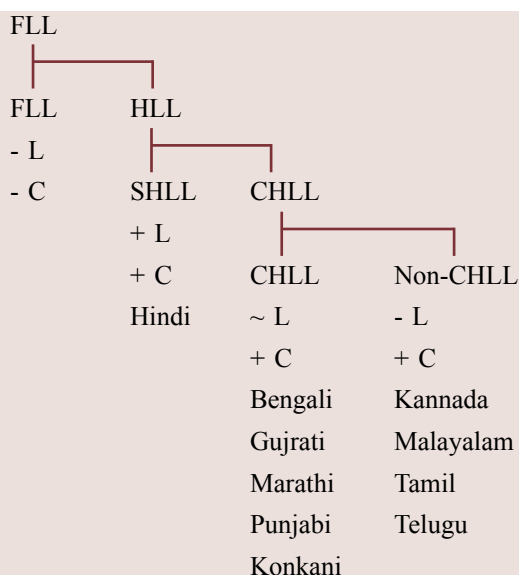 FLL
FLL HLL
- L
- C SHLL CHLL
+ L
+ C CHLL Non-CHLL
Hindi ~ L - L
+ C + C
Bengali Kannada
Gujrati Malayalam
Marathi Tamil
Punjabi Telugu
Konkani